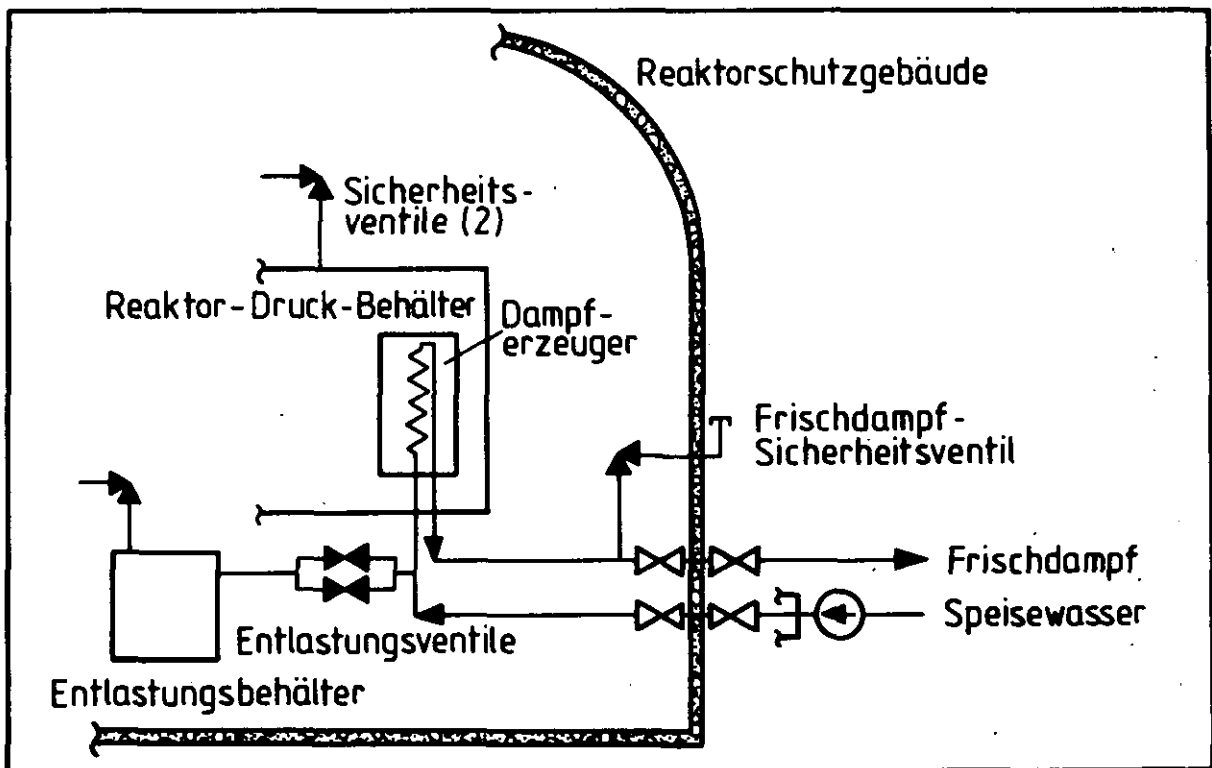 Reaktorschutzgebäude
Sicherheits-
ventile (2)
Reaktor-Druck-Behälter
Dampf-
erzeuger
Frischdampf-
Sicherheitsventil
Frischdampf
Speisewasser
Entlastungsventile
Entlastungsbehälter